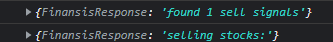 ▶{FinansisResponse: 'found 1 sell signals'}
▶{FinansisResponse: 'selling stocks:'}